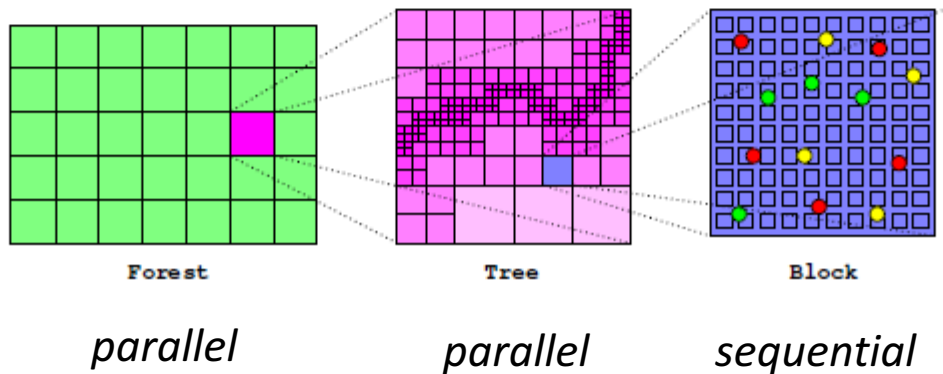 Forest
Tree
Block
parallel
parallel
sequential